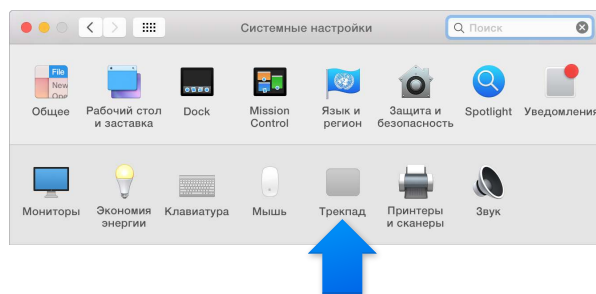 Системные настройки
Поиск
File
New
Ope
Общее
Рабочий стол
и заставка
Dock
Mission
Control
Язык и
регион
Защита и
безопасность
Spotlight
Уведомления
Мониторы
Экономия
энергии
Клавиатура
Мышь
Трекпад
Принтеры
и сканеры
Звук